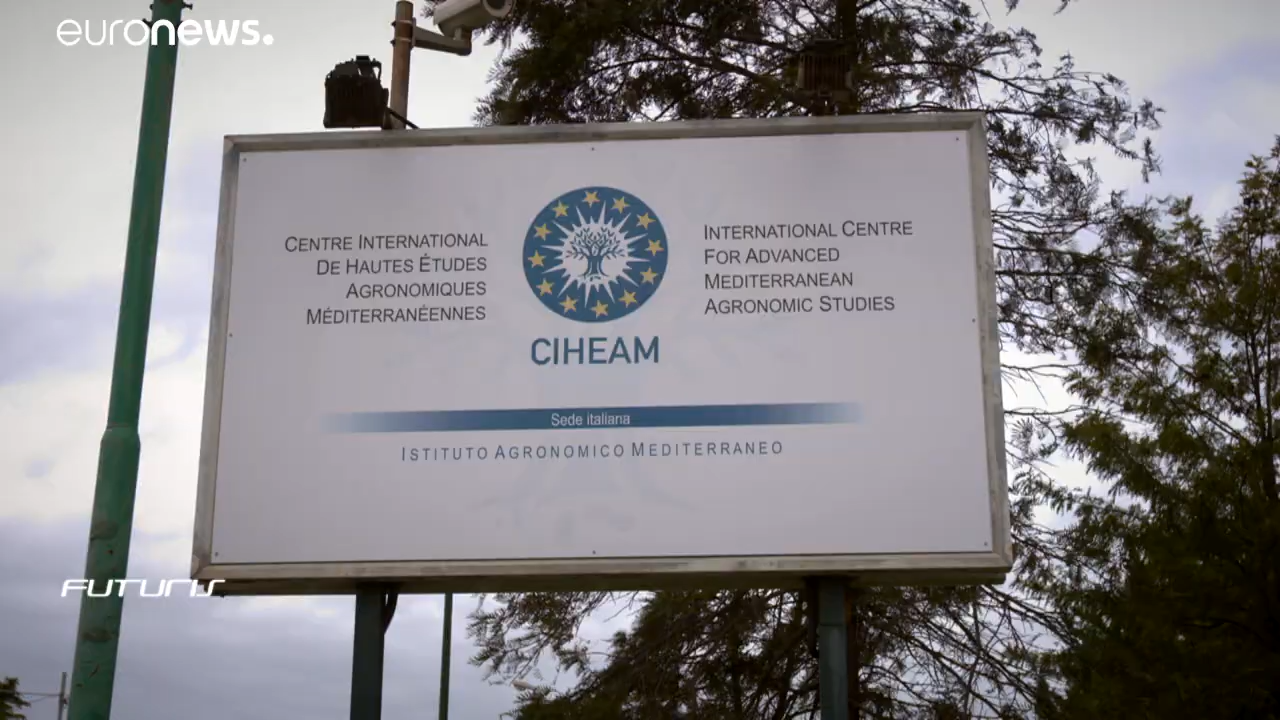 euronews.
CENTRE INTERNATIONAL
DE HAUTES ÉTUDES
AGRONOMIQUES
MÉDITERRANÉENNES
INTERNATIONAL CENTRE
FOR ADVANCED
MEDITERRANEAN
AGRONOMIC STUDIES
CIHEAM
Sede italiana
ISTITUTO AGRONOMICO MEDITERRANEO
FUTURIS